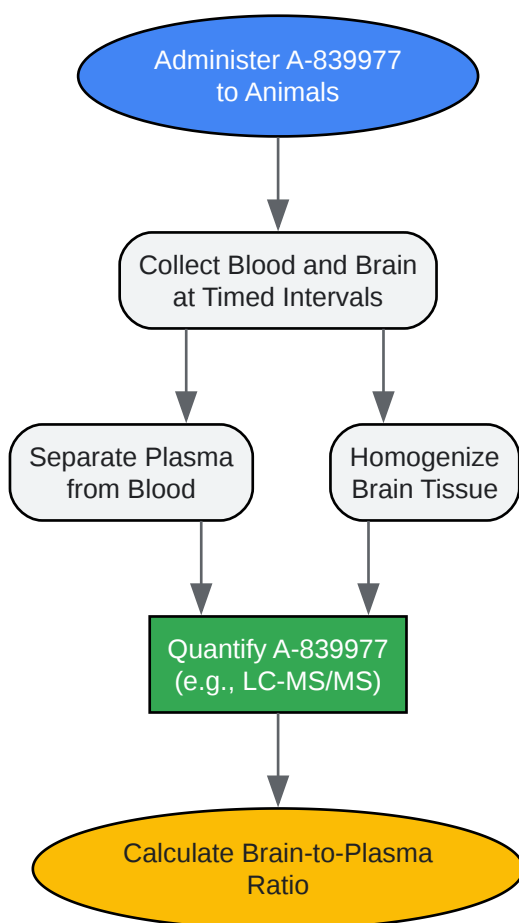 Administer A-839977
to Animals
Collect Blood and Brain
at Timed Intervals
Separate Plasma
from Blood
Homogenize
Brain Tissue
Quantify A-839977
(e.g., LC-MS/MS)
Calculate Brain-to-Plasma
Ratio